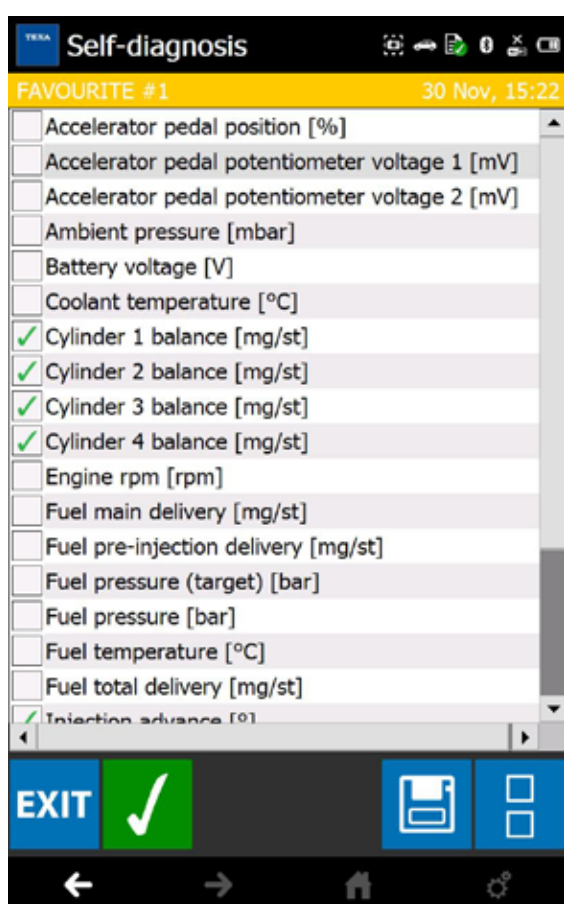 TEXA
Self-diagnosis
FAVOURITE #1
30 Nov, 15:22
Accelerator pedal position [%]
Accelerator pedal potentiometer voltage 1 [mV]
Accelerator pedal potentiometer voltage 2 [mV]
Ambient pressure [mbar]
Battery voltage [V]
Coolant temperature [°C]
Cylinder 1 balance [mg/st]
Cylinder 2 balance [mg/st]
Cylinder 3 balance [mg/st]
Cylinder 4 balance [mg/st]
Engine rpm [rpm]
Fuel main delivery [mg/st]
Fuel pre-injection delivery [mg/st]
Fuel pressure (target) [bar]
Fuel pressure [bar]
Fuel temperature [°C]
Fuel total delivery [mg/st]
Injection advance [°]
EXIT